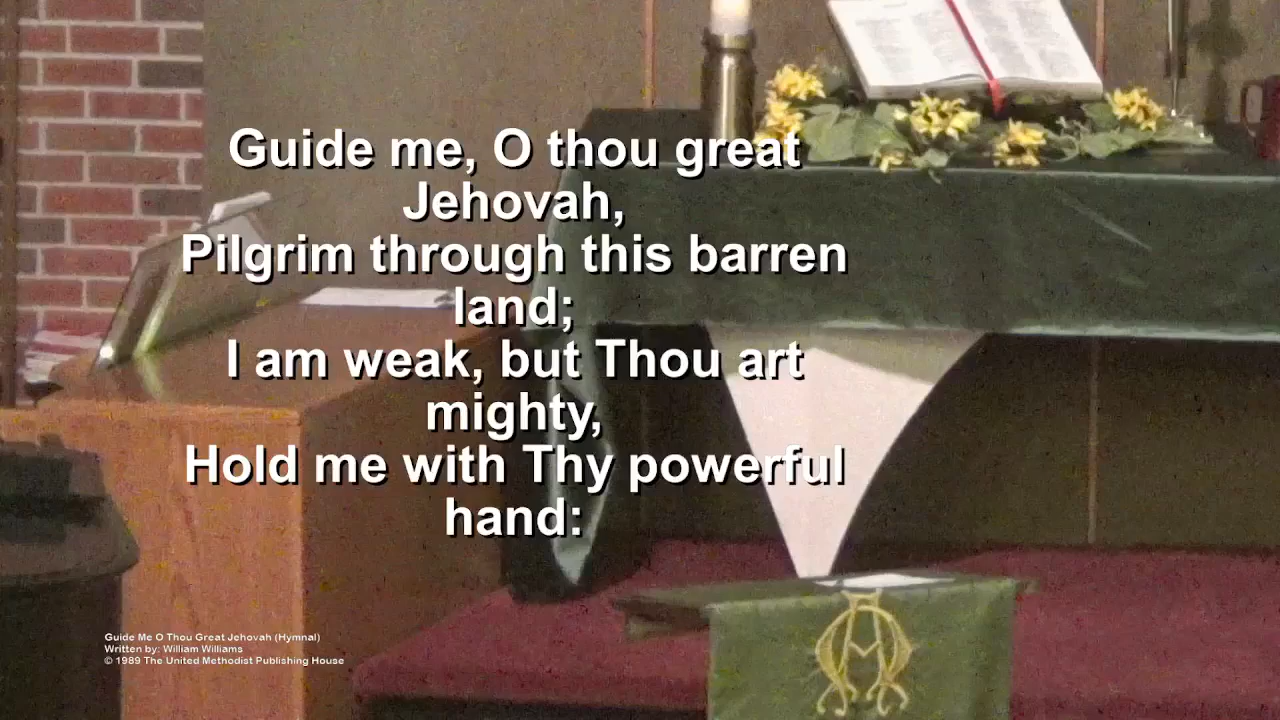 Guide me, O thou great
Jehovah,
Pilgrim through this barren
land;
I am weak, but Thou art
mighty,
Hold me with Thy powerful
hand:
Guide Me O Thou Great Jehovah (Hymnal)
Written by: William Williams
© 1989 The United Methodist Publishing House